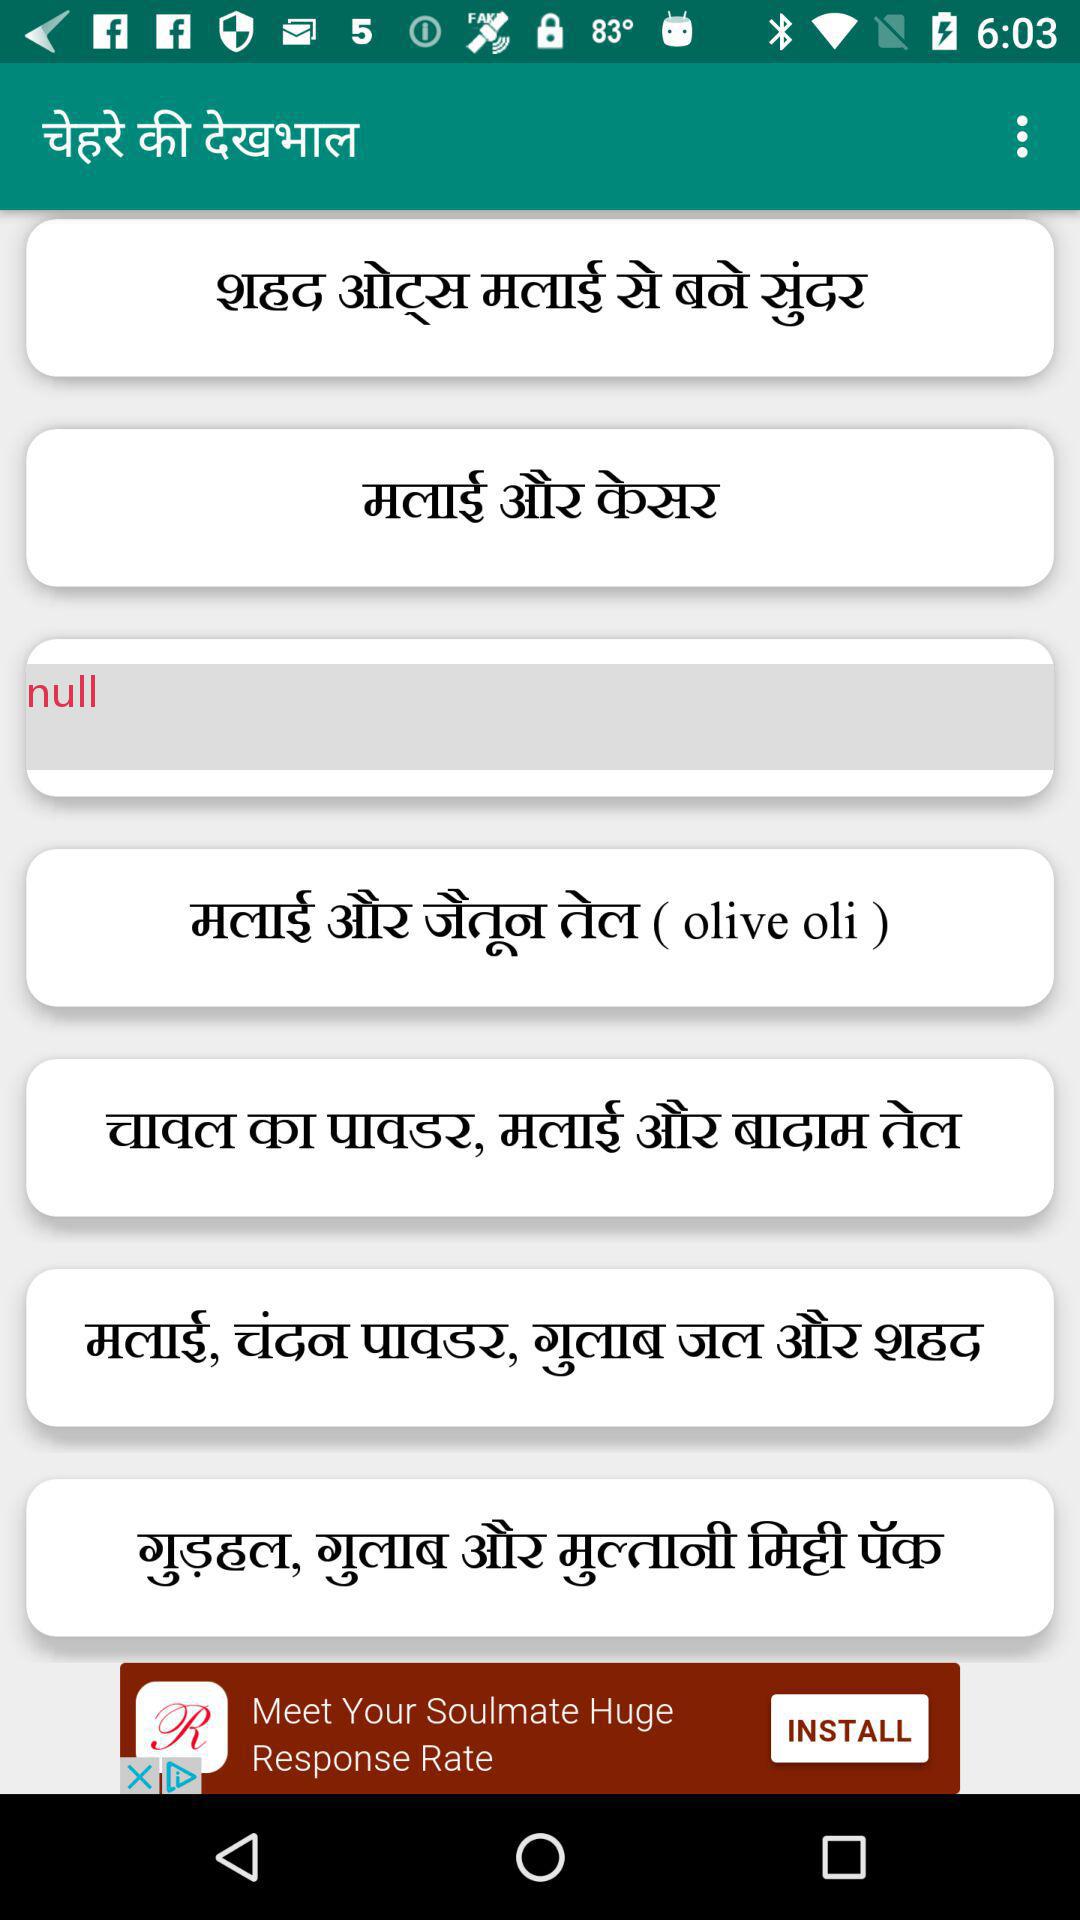 FAKE
5 83° 6:03
चेहरे की देखभाल
शहद ओट्स मलाई से बने सुंदर
मलाई और केसर
null
मलाई और जैतून तेल ( olive oli )
चावल का पावडर, मलाई और बादाम तेल
मलाई, चंदन पावडर, गुलाब जल और शहद
गुड़हल, गुलाब और मुल्तानी मिट्टी पॅक
R
Meet Your Soulmate Huge
Response Rate
INSTALL